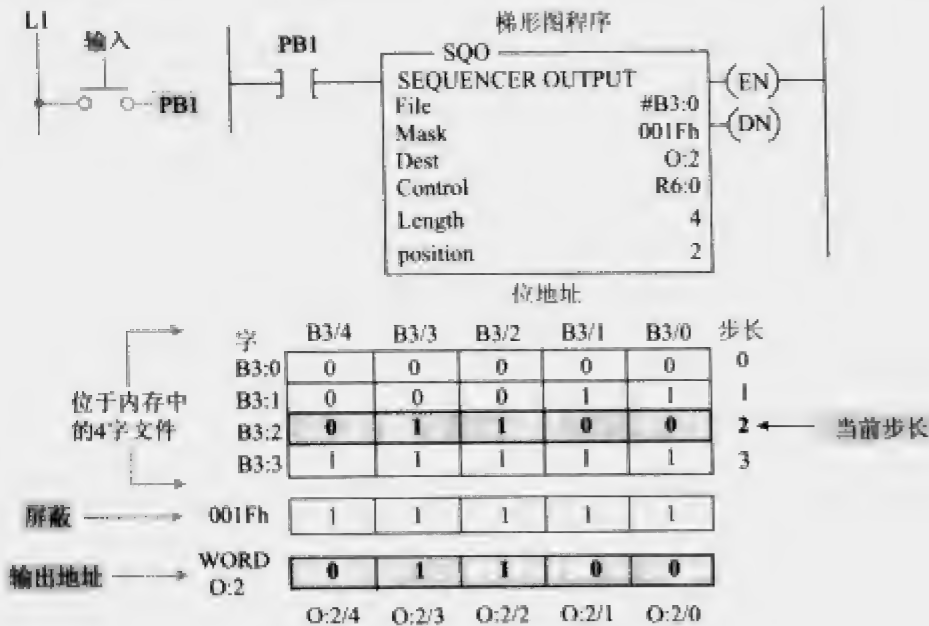 L1
输入
PB1
梯形图程序
PB1
SQO
SEQUENCER OUTPUT
File #B3:0
Mask 001Fh
Dest O:2
Control R6:0
Length 4
position 2
EN
DN
位地址
字 B3/4 B3/3 B3/2 B3/1 B3/0 步长
B3:0 0 0 0 0 0 0
B3:1 0 0 0 1 1 1
B3:2 0 1 1 0 0 2 当前步长
B3:3 1 1 1 1 1 3
位于内存中
的4字文件
屏蔽 001Fh 1 1 1 1 1
输出地址 WORD
O:2 0 1 1 0 0
O:2/4 O:2/3 O:2/2 O:2/1 O:2/0